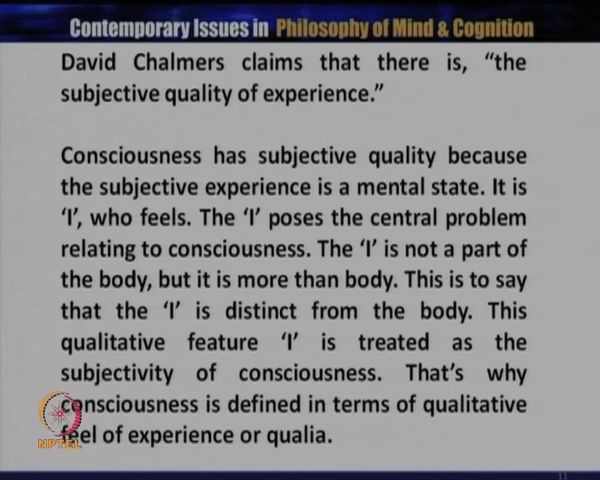 Contemporary Issues in Philosophy of Mind & Cognition
David Chalmers claims that there is, “the
subjective quality of experience.”
Consciousness has subjective quality because
the subjective experience is a mental state. It is
‘I’, who feels. The ‘I’ poses the central problem
relating to consciousness. The ‘I’ is not a part of
the body, but it is more than body. This is to say
that the ‘I’ is distinct from the body. This
qualitative feature ‘I’ is treated as the
subjectivity of consciousness. That’s why
consciousness is defined in terms of qualitative
feel of experience or qualia.
NPTEL
11